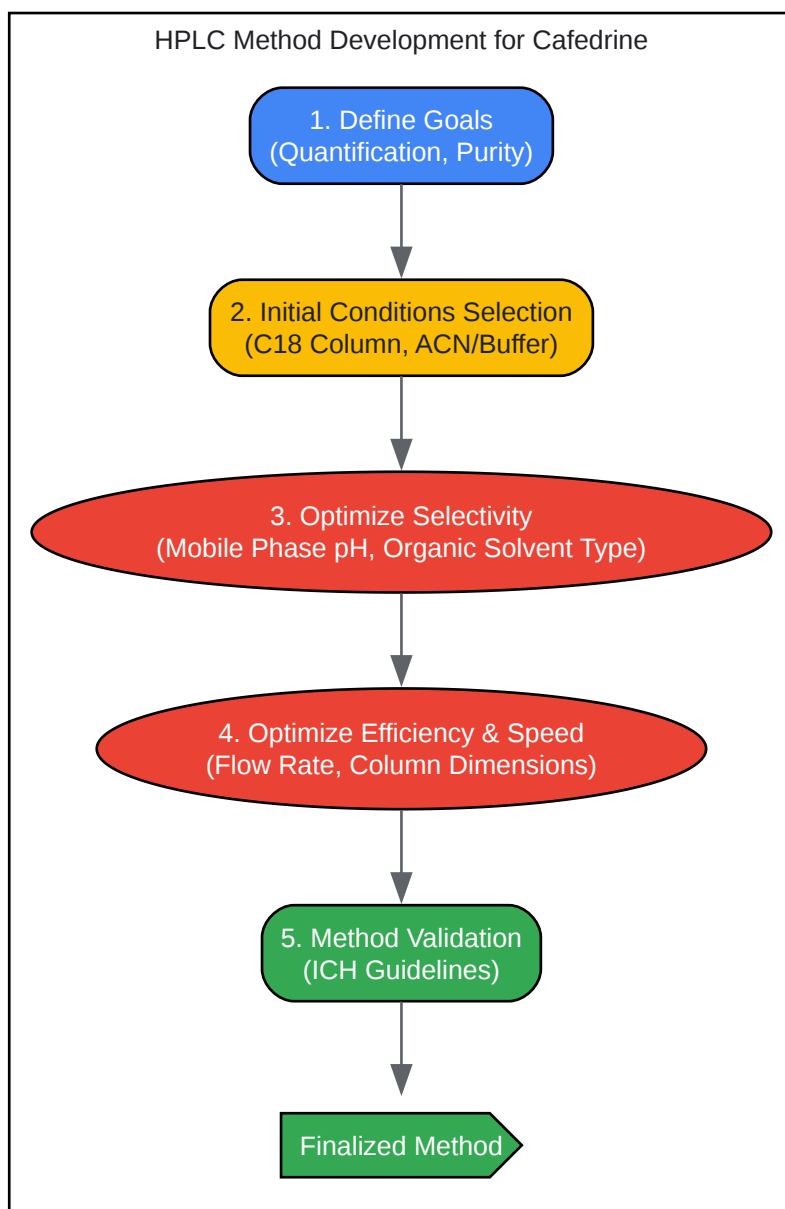 HPLC Method Development for Cafedrine
1. Define Goals
(Quantification, Purity)
2. Initial Conditions Selection
(C18 Column, ACN/Buffer)
3. Optimize Selectivity
(Mobile Phase pH, Organic Solvent Type)
4. Optimize Efficiency & Speed
(Flow Rate, Column Dimensions)
5. Method Validation
(ICH Guidelines)
Finalized Method